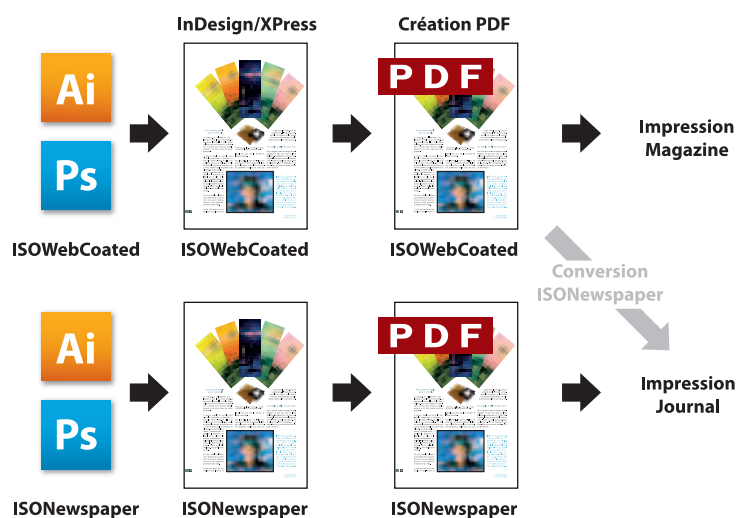 InDesign/XPress
Création PDF
Ai
Ps
PDF
Impression
Magazine
ISOWebCoated
ISOWebCoated
ISOWebCoated
Conversion
ISONewspaper
Ai
Ps
PDF
Impression
Journal
ISONewspaper
ISONewspaper
ISONewspaper